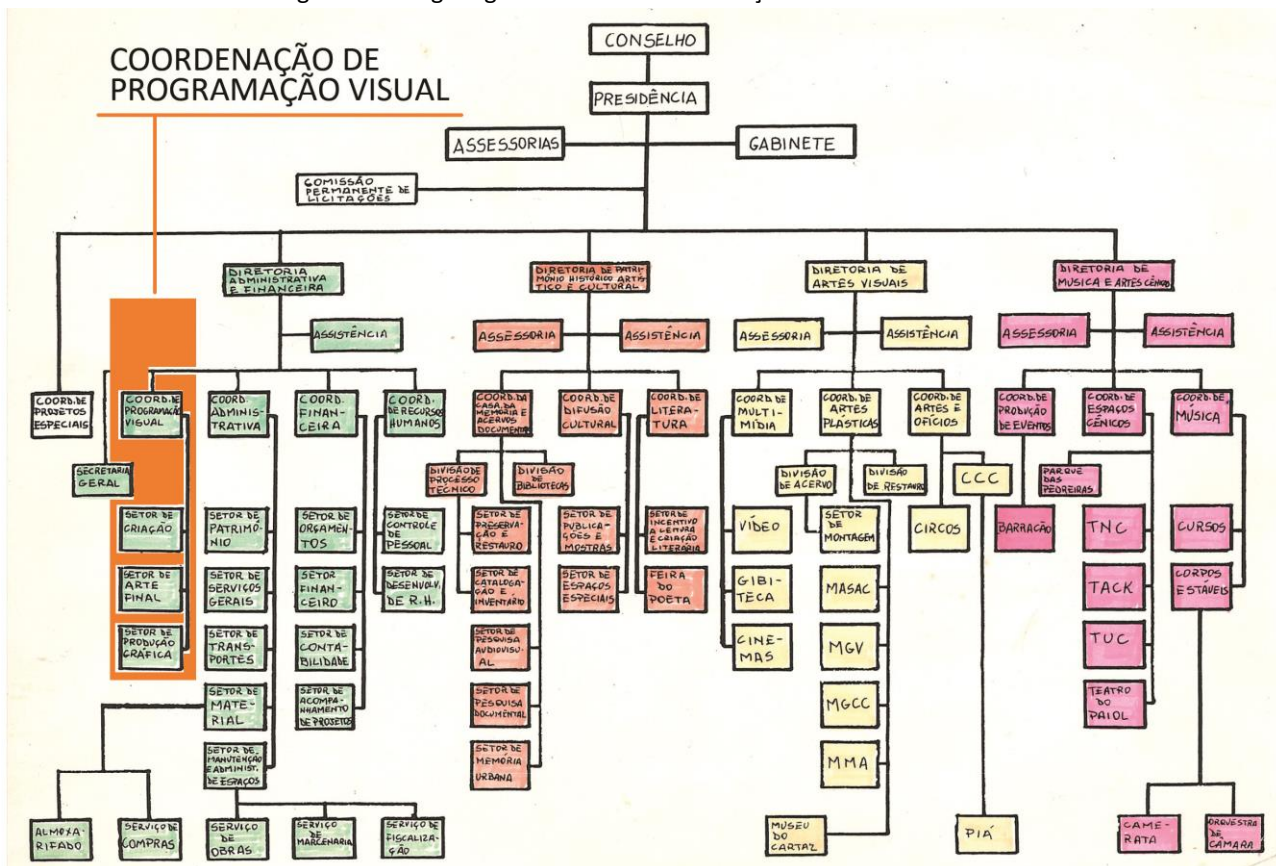 COORDENAÇÃO DE
PROGRAMAÇÃO VISUAL
CONSELHO
PRESIDÊNCIA
ASSESSORIAS
GABINETE
COMISSÃO
PERMANENTE DE
LICITAÇÕES
DIRETORIA
ADMINISTRATIVA
E FINANCEIRA
DIRETORIA DE PATRI-
MÔNIO HISTÓRICO ARTÍS-
TICO E CULTURAL
DIRETORIA DE
ARTES VISUAIS
DIRETORIA DE
MUSICA E ARTES CÊNICAS
ASSISTÊNCIA
ASSESSORIA
ASSISTÊNCIA
ASSESSORIA
ASSISTÊNCIA
ASSESSORIA
ASSISTÊNCIA
COORD. DE
PROJETOS
ESPECIAIS
COORD. DE
PROGRAMAÇÃO
VISUAL
COORD.
ADMINIS-
TRATIVA
COORD.
FINAN-
CEIRA
COORD.
DE RECURSOS
HUMANOS
COORD. DA
CASA DA
MEMÓRIA E
ACERVOS
COORD. DE
DIFUSÃO
CULTURAL
COORD. DE
LITERA-
TURA
COORD. DE
MULTI-
MÍDIA
COORD. DE
ARTES
PLÁSTICAS
COORD. DE
ARTES E
OFÍCIOS
COORD. DE
PRODUÇÃO
DE EVENTOS
COORD. DE
ESPAÇOS
CÊNICOS
COORD. DE
MÚSICA
SECRETARIA
GERAL
DIVISÃO DE
PROCESSO
TÉCNICO
DIVISÃO
DE
BIBLIOTECAS
DIVISÃO
DE ACERVO
DIVISÃO
DE RESTAURO
CCC
PARQUE
DAS
PEDREIRAS
SETOR DE
CRIAÇÃO
SETOR DE
PATRIMÔ-
NIO
SETOR DE
ORÇAMEN-
TOS
SETOR DE
CONTROLE
DE
PESSOAL
SETOR DE
PRESERVA-
ÇÃO E
RESTAURO
SETOR DE
PUBLICA-
ÇÕES E
MOSTRAS
SETOR DE
INCENTIVO
A LEITURA
E CRIAÇÃO
LITERÁRIA
VÍDEO
SETOR DE
MONTAGEM
CIRCOS
BARRACÃO
TNC
CURSOS
SETOR DE
ARTE
FINAL
SETOR DE
SERVIÇOS
GERAIS
SETOR
FINAN-
CEIRO
SETOR DE
DESENVOLV.
DE R.H.
SETOR DE
CATALOGA-
ÇÃO E
INVENTÁRIO
SETOR DE
ESPAÇOS
ESPECIAIS
FEIRA
DO
POETA
GIBI-
TECA
MASAC
TACK
CORPOS
ESTÁVEIS
SETOR DE
PRODUÇÃO
GRÁFICA
SETOR DE
TRANS-
PORTES
SETOR DE
CONTA-
BILIDADE
SETOR DE
PESQUISA
AUDIOVISU-
AL
CINE-
MAS
MGV
TUC
SETOR DE
MATE-
RIAL
SETOR DE
ACOMPA-
NHAMENTO
DE PROJETOS
SETOR DE
PESQUISA
DOCUMENTAL
MGCC
TEATRO
DO
PAIOL
SETOR DE
MANUTENÇÃO
E ADMINIST.
DE ESPAÇOS
SETOR DE
MEMÓRIA
URBANA
MMA
ALMOXA-
RIFADO
SERVIÇO DE
COMPRAS
SERVIÇO
DE
OBRAS
SERVIÇO
DE
MARCENARIA
SERVIÇO DE
FISCALIZA-
ÇÃO
MUSEU
DO
CARTAZ
PIÁ
CAME-
RATA
ORQUESTRA
DE
CÂMARA